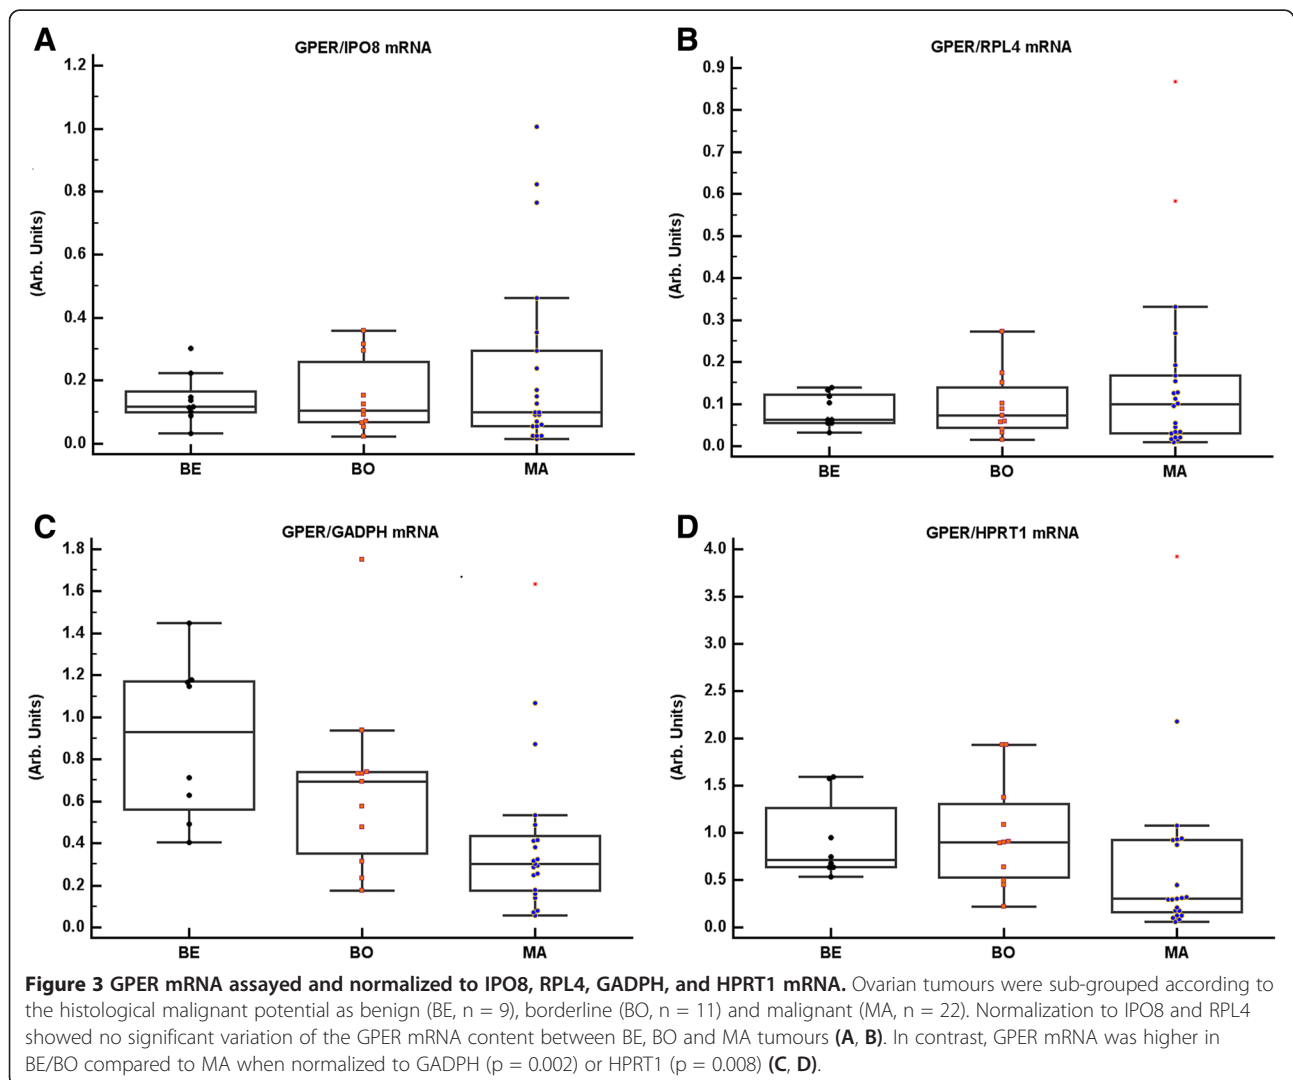 A
GPER/IPO8 mRNA
1.2
1.0
0.8
0.6
0.4
0.2
0.0
(Arb. Units)
BE BO MA
B
GPER/RPL4 mRNA
0.9
0.8
0.7
0.6
0.5
0.4
0.3
0.2
0.1
0.0
(Arb. Units)
BE BO MA
C
GPER/GADPH mRNA
1.8
1.6
1.4
1.2
1.0
0.8
0.6
0.4
0.2
0.0
(Arb. Units)
BE BO MA
D
GPER/HPRT1 mRNA
4.0
3.5
3.0
2.5
2.0
1.5
1.0
0.5
0.0
(Arb. Units)
BE BO MA
Figure 3 GPER mRNA assayed and normalized to IPO8, RPL4, GADPH, and HPRT1 mRNA. Ovarian tumours were sub-grouped according to
the histological malignant potential as benign (BE, n = 9), borderline (BO, n = 11) and malignant (MA, n = 22). Normalization to IPO8 and RPL4
showed no significant variation of the GPER mRNA content between BE, BO and MA tumours (A, B). In contrast, GPER mRNA was higher in
BE/BO compared to MA when normalized to GADPH (p = 0.002) or HPRT1 (p = 0.008) (C, D).